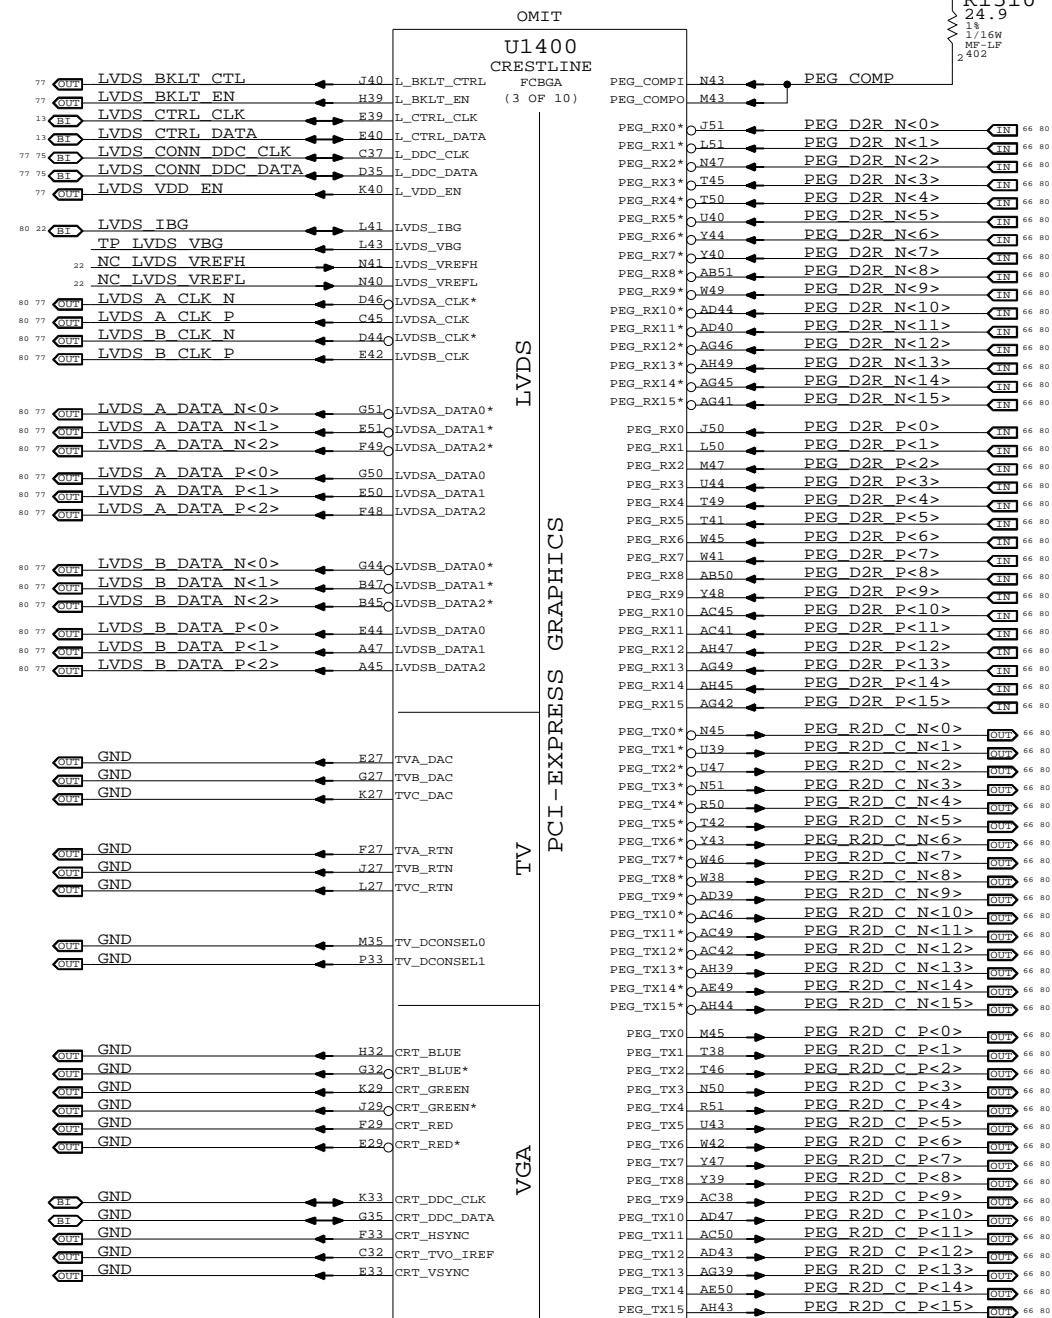 OMIT
U1400
CRESTLINE
FCBGA
(3 OF 10)
R1510
24.9
1%
1/16W
MF-LF
402
2
77 OUT LVDS_BKLT_CTL J40 L_BKLT_CTRL
77 OUT LVDS_BKLT_EN H39 L_BKLT_EN
13 BI LVDS_CTRL_CLK E39 L_CTRL_CLK
13 BI LVDS_CTRL_DATA E40 L_CTRL_DATA
77 75 BI LVDS_CONN_DDC_CLK C37 L_DDC_CLK
77 75 BI LVDS_CONN_DDC_DATA D35 L_DDC_DATA
77 OUT LVDS_VDD_EN K40 L_VDD_EN
80 22 BI LVDS_IBG L41 LVDS_IBG
TP_LVDS_VBG L43 LVDS_VBG
22 NC_LVDS_VREFH N41 LVDS_VREFH
22 NC_LVDS_VREFL N40 LVDS_VREFL
80 77 OUT LVDS_A_CLK_N D46 LVDSA_CLK*
80 77 OUT LVDS_A_CLK_P C45 LVDSA_CLK
80 77 OUT LVDS_B_CLK_N D44 LVDSB_CLK*
80 77 OUT LVDS_B_CLK_P E42 LVDSB_CLK
80 77 OUT LVDS_A_DATA_N<0> G51 LVDSA_DATA0*
80 77 OUT LVDS_A_DATA_N<1> E51 LVDSA_DATA1*
80 77 OUT LVDS_A_DATA_N<2> F49 LVDSA_DATA2*
80 77 OUT LVDS_A_DATA_P<0> G50 LVDSA_DATA0
80 77 OUT LVDS_A_DATA_P<1> E50 LVDSA_DATA1
80 77 OUT LVDS_A_DATA_P<2> F48 LVDSA_DATA2
80 77 OUT LVDS_B_DATA_N<0> G44 LVDSB_DATA0*
80 77 OUT LVDS_B_DATA_N<1> B47 LVDSB_DATA1*
80 77 OUT LVDS_B_DATA_N<2> B45 LVDSB_DATA2*
80 77 OUT LVDS_B_DATA_P<0> E44 LVDSB_DATA0
80 77 OUT LVDS_B_DATA_P<1> A47 LVDSB_DATA1
80 77 OUT LVDS_B_DATA_P<2> A45 LVDSB_DATA2
OUT GND E27 TVA_DAC
OUT GND G27 TVB_DAC
OUT GND K27 TVC_DAC
OUT GND F27 TVA_RTN
OUT GND J27 TVB_RTN
OUT GND L27 TVC_RTN
OUT GND M35 TV_DCONSEL0
OUT GND P33 TV_DCONSEL1
OUT GND H32 CRT_BLUE
OUT GND G32 CRT_BLUE*
OUT GND K29 CRT_GREEN
OUT GND J29 CRT_GREEN*
OUT GND F29 CRT_RED
OUT GND E29 CRT_RED*
BI GND K33 CRT_DDC_CLK
BI GND G35 CRT_DDC_DATA
OUT GND F33 CRT_HSYNC
OUT GND C32 CRT_TVO_IREF
OUT GND E33 CRT_VSYNC
LVDS
TV
VGA
PCI-EXPRESS GRAPHICS
PEG_COMPI N43 PEG_COMP
PEG_COMPO M43
PEG_RX0* J51 PEG_D2R_N<0> IN 66 80
PEG_RX1* L51 PEG_D2R_N<1> IN 66 80
PEG_RX2* N47 PEG_D2R_N<2> IN 66 80
PEG_RX3* T45 PEG_D2R_N<3> IN 66 80
PEG_RX4* T50 PEG_D2R_N<4> IN 66 80
PEG_RX5* U40 PEG_D2R_N<5> IN 66 80
PEG_RX6* Y44 PEG_D2R_N<6> IN 66 80
PEG_RX7* Y40 PEG_D2R_N<7> IN 66 80
PEG_RX8* AB51 PEG_D2R_N<8> IN 66 80
PEG_RX9* W49 PEG_D2R_N<9> IN 66 80
PEG_RX10* AD44 PEG_D2R_N<10> IN 66 80
PEG_RX11* AD40 PEG_D2R_N<11> IN 66 80
PEG_RX12* AG46 PEG_D2R_N<12> IN 66 80
PEG_RX13* AH49 PEG_D2R_N<13> IN 66 80
PEG_RX14* AG45 PEG_D2R_N<14> IN 66 80
PEG_RX15* AG41 PEG_D2R_N<15> IN 66 80
PEG_RX0 J50 PEG_D2R_P<0> IN 66 80
PEG_RX1 L50 PEG_D2R_P<1> IN 66 80
PEG_RX2 M47 PEG_D2R_P<2> IN 66 80
PEG_RX3 U44 PEG_D2R_P<3> IN 66 80
PEG_RX4 T49 PEG_D2R_P<4> IN 66 80
PEG_RX5 T41 PEG_D2R_P<5> IN 66 80
PEG_RX6 W45 PEG_D2R_P<6> IN 66 80
PEG_RX7 W41 PEG_D2R_P<7> IN 66 80
PEG_RX8 AB50 PEG_D2R_P<8> IN 66 80
PEG_RX9 Y48 PEG_D2R_P<9> IN 66 80
PEG_RX10 AC45 PEG_D2R_P<10> IN 66 80
PEG_RX11 AC41 PEG_D2R_P<11> IN 66 80
PEG_RX12 AH47 PEG_D2R_P<12> IN 66 80
PEG_RX13 AG49 PEG_D2R_P<13> IN 66 80
PEG_RX14 AH45 PEG_D2R_P<14> IN 66 80
PEG_RX15 AG42 PEG_D2R_P<15> IN 66 80
PEG_TX0* N45 PEG_R2D_C_N<0> OUT 66 80
PEG_TX1* U39 PEG_R2D_C_N<1> OUT 66 80
PEG_TX2* U47 PEG_R2D_C_N<2> OUT 66 80
PEG_TX3* N51 PEG_R2D_C_N<3> OUT 66 80
PEG_TX4* R50 PEG_R2D_C_N<4> OUT 66 80
PEG_TX5* T42 PEG_R2D_C_N<5> OUT 66 80
PEG_TX6* Y43 PEG_R2D_C_N<6> OUT 66 80
PEG_TX7* W46 PEG_R2D_C_N<7> OUT 66 80
PEG_TX8* W38 PEG_R2D_C_N<8> OUT 66 80
PEG_TX9* AD39 PEG_R2D_C_N<9> OUT 66 80
PEG_TX10* AC46 PEG_R2D_C_N<10> OUT 66 80
PEG_TX11* AC49 PEG_R2D_C_N<11> OUT 66 80
PEG_TX12* AC42 PEG_R2D_C_N<12> OUT 66 80
PEG_TX13* AH39 PEG_R2D_C_N<13> OUT 66 80
PEG_TX14* AE49 PEG_R2D_C_N<14> OUT 66 80
PEG_TX15* AH44 PEG_R2D_C_N<15> OUT 66 80
PEG_TX0 M45 PEG_R2D_C_P<0> OUT 66 80
PEG_TX1 T38 PEG_R2D_C_P<1> OUT 66 80
PEG_TX2 T46 PEG_R2D_C_P<2> OUT 66 80
PEG_TX3 N50 PEG_R2D_C_P<3> OUT 66 80
PEG_TX4 R51 PEG_R2D_C_P<4> OUT 66 80
PEG_TX5 U43 PEG_R2D_C_P<5> OUT 66 80
PEG_TX6 W42 PEG_R2D_C_P<6> OUT 66 80
PEG_TX7 Y47 PEG_R2D_C_P<7> OUT 66 80
PEG_TX8 Y39 PEG_R2D_C_P<8> OUT 66 80
PEG_TX9 AC38 PEG_R2D_C_P<9> OUT 66 80
PEG_TX10 AD47 PEG_R2D_C_P<10> OUT 66 80
PEG_TX11 AC50 PEG_R2D_C_P<11> OUT 66 80
PEG_TX12 AD43 PEG_R2D_C_P<12> OUT 66 80
PEG_TX13 AG39 PEG_R2D_C_P<13> OUT 66 80
PEG_TX14 AE50 PEG_R2D_C_P<14> OUT 66 80
PEG_TX15 AH43 PEG_R2D_C_P<15> OUT 66 80